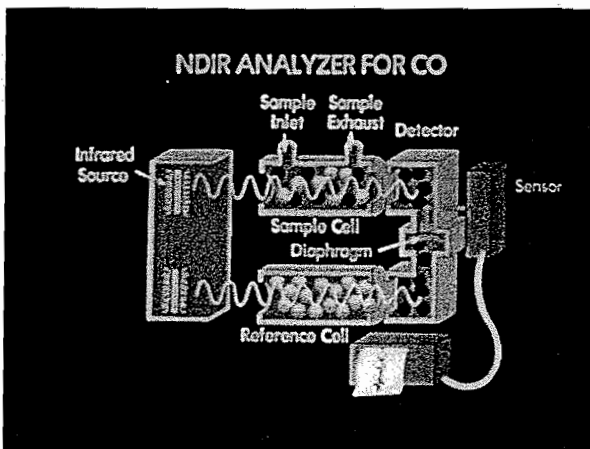 NDIR ANALYZER FOR CO
Sample
Inlet
Sample
Exhaust
Detector
Infrared
Source
Sensor
Sample Cell
Diaphragm
Reference Cell